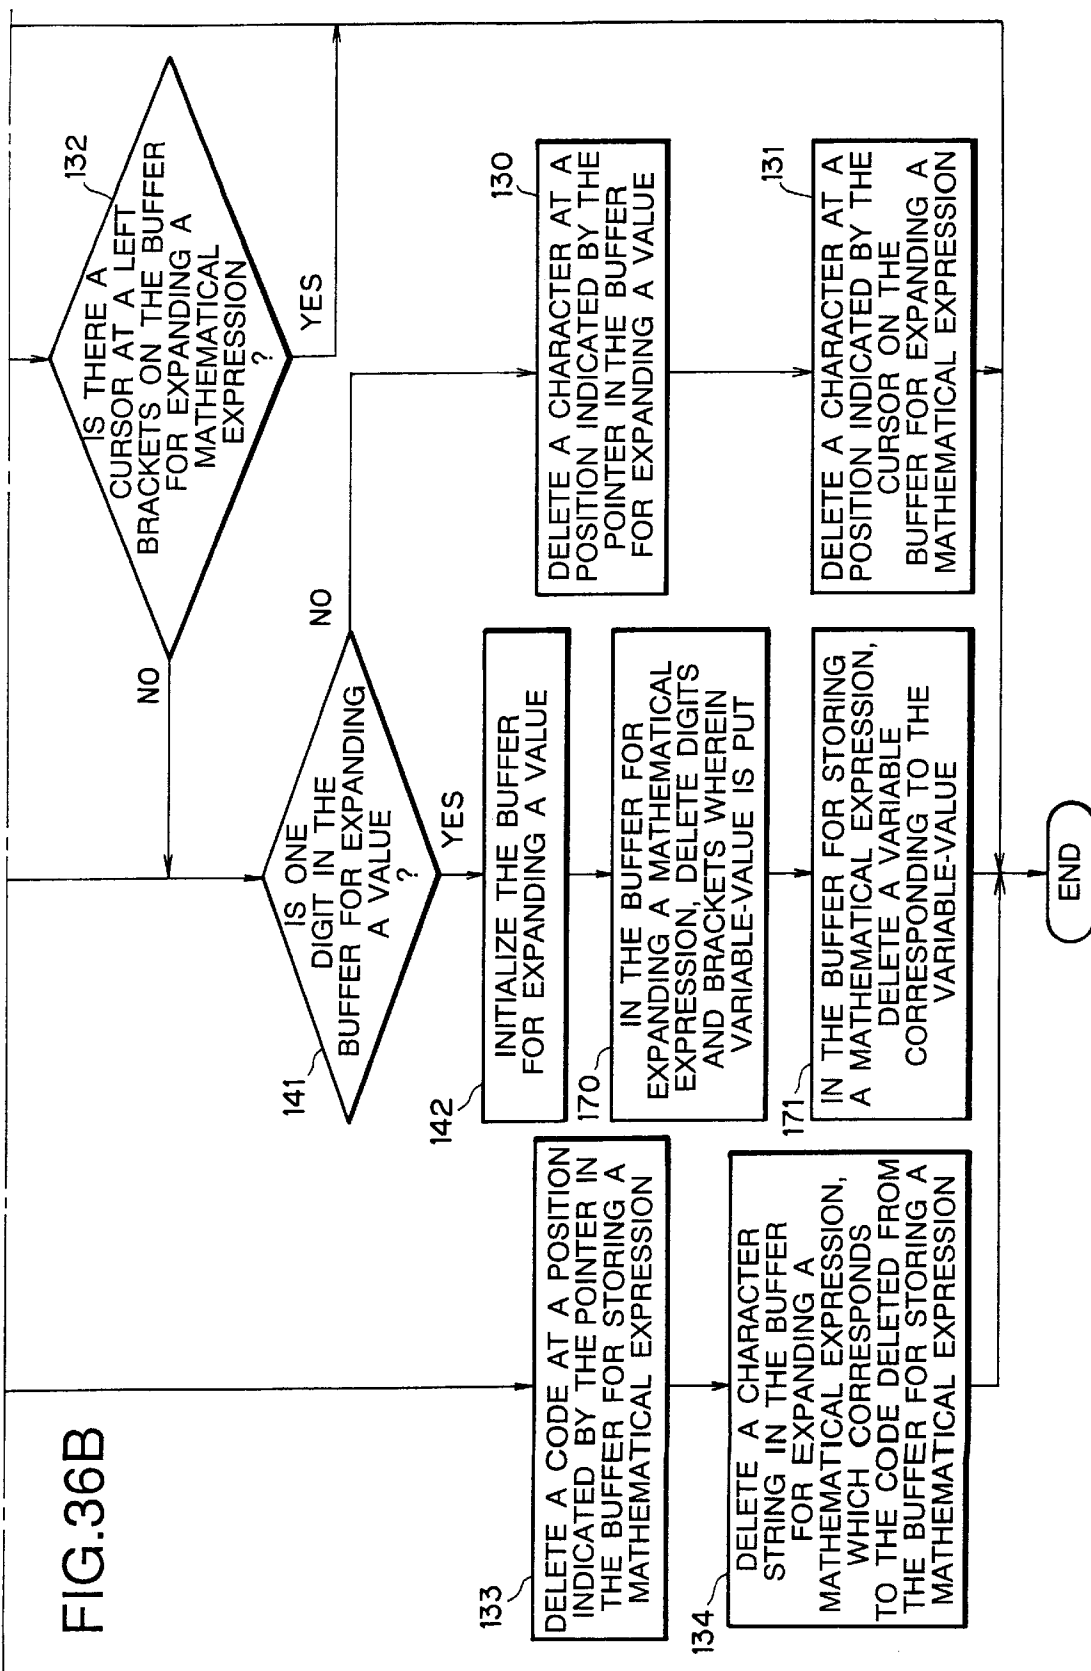 FIG.36B
132
IS THERE A
CURSOR AT A LEFT
BRACKETS ON THE BUFFER
FOR EXPANDING A
MATHEMATICAL
EXPRESSION
?
NO
YES
141
IS ONE
DIGIT IN THE
BUFFER FOR EXPANDING
A VALUE
?
NO
YES
133
DELETE A CODE AT A POSITION
INDICATED BY THE POINTER IN
THE BUFFER FOR STORING A
MATHEMATICAL EXPRESSION
134
DELETE A CHARACTER
STRING IN THE BUFFER
FOR EXPANDING A
MATHEMATICAL EXPRESSION,
WHICH CORRESPONDS
TO THE CODE DELETED FROM
THE BUFFER FOR STORING A
MATHEMATICAL EXPRESSION
142
INITIALIZE THE BUFFER
FOR EXPANDING A VALUE
170
IN THE BUFFER FOR
EXPANDING A MATHEMATICAL
EXPRESSION, DELETE DIGITS
AND BRACKETS WHEREIN
VARIABLE-VALUE IS PUT
171
IN THE BUFFER FOR STORING
A MATHEMATICAL EXPRESSION,
DELETE A VARIABLE
CORRESPONDING TO THE
VARIABLE-VALUE
130
DELETE A CHARACTER AT A
POSITION INDICATED BY THE
POINTER IN THE BUFFER
FOR EXPANDING A VALUE
131
DELETE A CHARACTER AT A
POSITION INDICATED BY THE
CURSOR ON THE
BUFFER FOR EXPANDING A
MATHEMATICAL EXPRESSION
END